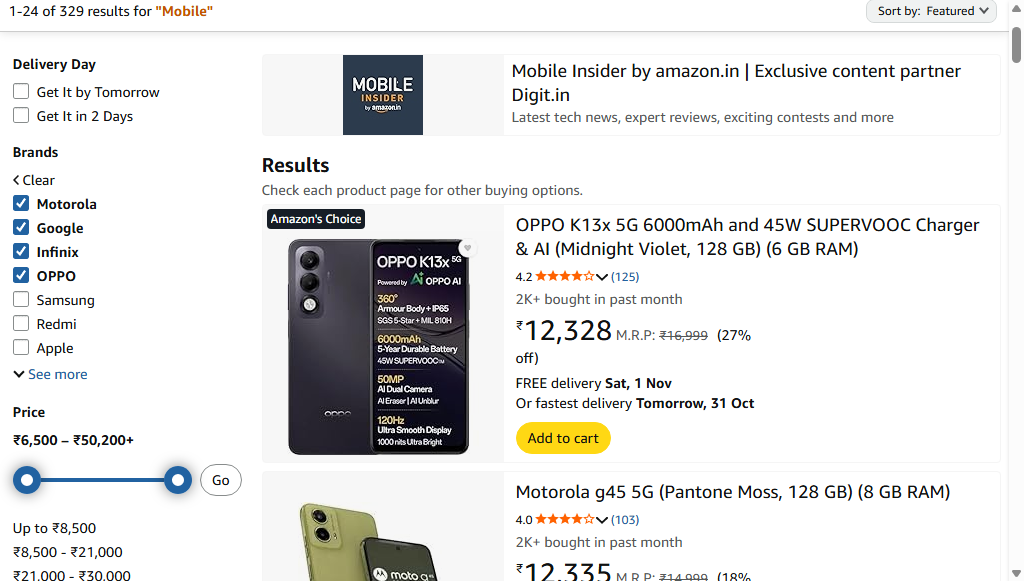 1-24 of 329 results for "Mobile"
Sort by: Featured
Delivery Day
Get It by Tomorrow
Get It in 2 Days
Brands
Clear
Motorola
Google
Infinix
OPPO
Samsung
Redmi
Apple
See more
Price
₹6,500 – ₹50,200+
Go
Up to ₹8,500
₹8,500 - ₹21,000
₹21,000 - ₹30,000
MOBILE
INSIDER
by amazon.in
Mobile Insider by amazon.in | Exclusive content partner
Digit.in
Latest tech news, expert reviews, exciting contests and more
Results
Check each product page for other buying options.
Amazon's Choice
OPPO K13x 5G
Powered by Ai OPPO AI
360°
Armour Body + IP65
SGS 5-Star + MIL 810H
6000mAh
5-Year Durable Battery
45W SUPERVOOC™
50MP
AI Dual Camera
AI Eraser | AI Unblur
120Hz
Ultra Smooth Display
1000 nits Ultra Bright
oppo
OPPO K13x 5G 6000mAh and 45W SUPERVOOC Charger
& AI (Midnight Violet, 128 GB) (6 GB RAM)
4.2 (125)
2K+ bought in past month
₹12,328 M.R.P: ₹16,999 (27%
off)
FREE delivery Sat, 1 Nov
Or fastest delivery Tomorrow, 31 Oct
Add to cart
moto g45
Motorola g45 5G (Pantone Moss, 128 GB) (8 GB RAM)
4.0 (103)
2K+ bought in past month
₹12,335 M.R.P: ₹14,999 (18%